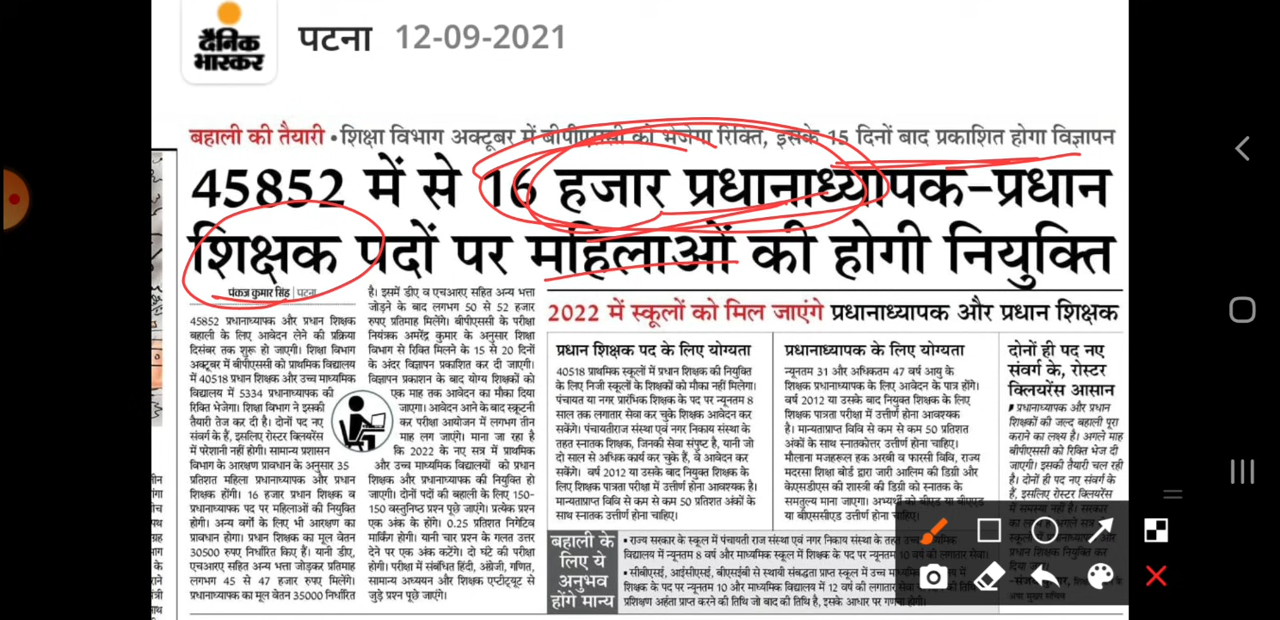 दैनिक
भास्कर
पटना 12-09-2021
बहाली की तैयारी • शिक्षा विभाग अक्टूबर में बीपीएससी को भेजेगा रिक्ति, इसके 15 दिनों बाद प्रकाशित होगा विज्ञापन
45852 में से 16 हजार प्रधानाध्यापक-प्रधान
शिक्षक पदों पर महिलाओं की होगी नियुक्ति
पंकज कुमार सिंह | पटना
45852 प्रधानाध्यापक और प्रधान शिक्षक
बहाली के लिए आवेदन लेने की प्रक्रिया
दिसंबर तक शुरू हो जाएगी। शिक्षा विभाग
अक्टूबर में बीपीएससी को प्राथमिक विद्यालय
में 40518 प्रधान शिक्षक और उच्च माध्यमिक
विद्यालय में 5334 प्रधानाध्यापक की
रिक्ति भेजेगा। शिक्षा विभाग ने इसकी
तैयारी तेज कर दी है। दोनों पद नए
संवर्ग के हैं, इसलिए रोस्टर क्लियरेंस
में परेशानी नहीं होगी। सामान्य प्रशासन
विभाग के आरक्षण प्रावधान के अनुसार 35
प्रतिशत महिला प्रधानाध्यापक और प्रधान
शिक्षक होंगी। 16 हजार प्रधान शिक्षक व
प्रधानाध्यापक पद पर महिलाओं की नियुक्ति
होगी। अन्य वर्गों के लिए भी आरक्षण का
प्रावधान होगा। प्रधान शिक्षक का मूल वेतन
30500 रुपए निर्धारित किए हैं। यानी डीए,
एचआरए सहित अन्य भत्ता जोड़कर प्रतिमाह
लगभग 45 से 47 हजार रुपए मिलेंगे।
प्रधानाध्यापक का मूल वेतन 35000 निर्धारित
है। इसमें डीए व एचआरए सहित अन्य भत्ता
जोड़ने के बाद लगभग 50 से 52 हजार
रुपए प्रतिमाह मिलेंगे। बीपीएससी के परीक्षा
नियंत्रक अमरेंद्र कुमार के अनुसार शिक्षा
विभाग से रिक्ति मिलने के 15 से 20 दिनों
के अंदर विज्ञापन प्रकाशित कर दी जाएगी।
विज्ञापन प्रकाशन के बाद योग्य शिक्षकों को
एक माह तक आवेदन का मौका दिया
जाएगा। आवेदन आने के बाद स्क्रूटनी
कर परीक्षा आयोजन में लगभग तीन
माह लग जाएंगे। माना जा रहा है
कि 2022 के नए सत्र में प्राथमिक
और उच्च माध्यमिक विद्यालयों को प्रधान
शिक्षक और प्रधानाध्यापक की नियुक्ति हो
जाएगी। दोनों पदों की बहाली के लिए 150-
150 वस्तुनिष्ठ प्रश्न पूछे जाएंगे। प्रत्येक प्रश्न
एक अंक के होंगे। 0.25 प्रतिशत निगेटिव
मार्किंग होगी। यानी चार प्रश्न के गलत उत्तर
देने पर एक अंक कटेंगे। दो घंटे की परीक्षा
होगी। परीक्षा में संबंधित हिंदी, अंग्रेजी, गणित,
सामान्य अध्ययन और शिक्षक एप्टीट्यूट से
जुड़े प्रश्न पूछे जाएंगे।
2022 में स्कूलों को मिल जाएंगे प्रधानाध्यापक और प्रधान शिक्षक
प्रधान शिक्षक पद के लिए योग्यता
40518 प्राथमिक स्कूलों में प्रधान शिक्षक की नियुक्ति
के लिए निजी स्कूलों के शिक्षकों को मौका नहीं मिलेगा।
पंचायत या नगर प्रारंभिक शिक्षक के पद पर न्यूनतम 8
साल तक लगातार सेवा कर चुके शिक्षक आवेदन कर
सकेंगे। पंचायतीराज संस्था एवं नगर निकाय संस्था के
तहत स्नातक शिक्षक, जिनकी सेवा संपुष्ट है, यानी जो
दो साल से अधिक कार्य कर चुके हैं, वे आवेदन कर
सकेंगे। वर्ष 2012 या उसके बाद नियुक्त शिक्षक के
लिए शिक्षक पात्रता परीक्षा में उत्तीर्ण होना आवश्यक है।
मान्यताप्राप्त विवि से कम से कम 50 प्रतिशत अंकों के
साथ स्नातक उत्तीर्ण होना चाहिए।
प्रधानाध्यापक के लिए योग्यता
न्यूनतम 31 और अधिकतम 47 वर्ष आयु के
शिक्षक प्रधानाध्यापक के लिए आवेदन के पात्र होंगे।
वर्ष 2012 या उसके बाद नियुक्त शिक्षक के लिए
शिक्षक पात्रता परीक्षा में उत्तीर्ण होना आवश्यक
है। मान्यताप्राप्त विवि से कम से कम 50 प्रतिशत
अंकों के साथ स्नातकोत्तर उत्तीर्ण होना चाहिए।
मौलाना मजहरूल हक अरबी व फारसी विवि, राज्य
मदरसा शिक्षा बोर्ड द्वारा जारी आलिम की डिग्री और
केएसडीएस की शास्त्री की डिग्री को स्नातक के
समतुल्य माना जाएगा। अभ्यर्थी को बीएड या बीएएड
या बीएससीएड उत्तीर्ण होना चाहिए।
दोनों ही पद नए
संवर्ग के, रोस्टर
क्लियरेंस आसान
प्रधानाध्यापक और प्रधान
शिक्षकों की जल्द बहाली पूरा
कराने का लक्ष्य है। अगले माह
बीपीएससी को रिक्ति भेज दी
जाएगी। इसकी तैयारी चल रही
है। दोनों ही पद नए संवर्ग के
हैं, इसलिए रोस्टर क्लियरेंस
में समस्या नहीं है। सरकार
बहाली के
लिए ये
अनुभव
होंगे मान्य
• राज्य सरकार के स्कूल में पंचायती राज संस्था एवं नगर निकाय संस्था के तहत उच्च माध्यमिक
विद्यालय में न्यूनतम 8 वर्ष और माध्यमिक स्कूल में शिक्षक के पद पर न्यूनतम 10 वर्ष की लगातार सेवा।
• सीबीएसई, आईसीएसई, बीएसईबी से स्थायी संबद्धता प्राप्त स्कूल में उच्च
शिक्षक के पद पर न्यूनतम 10 और माध्यमिक विद्यालय में 12 वर्ष की लगातार सेवा
प्रशिक्षण अर्हता प्राप्त करने की तिथि जो बाद की तिथि है, इसके आधार पर गणना होगी।